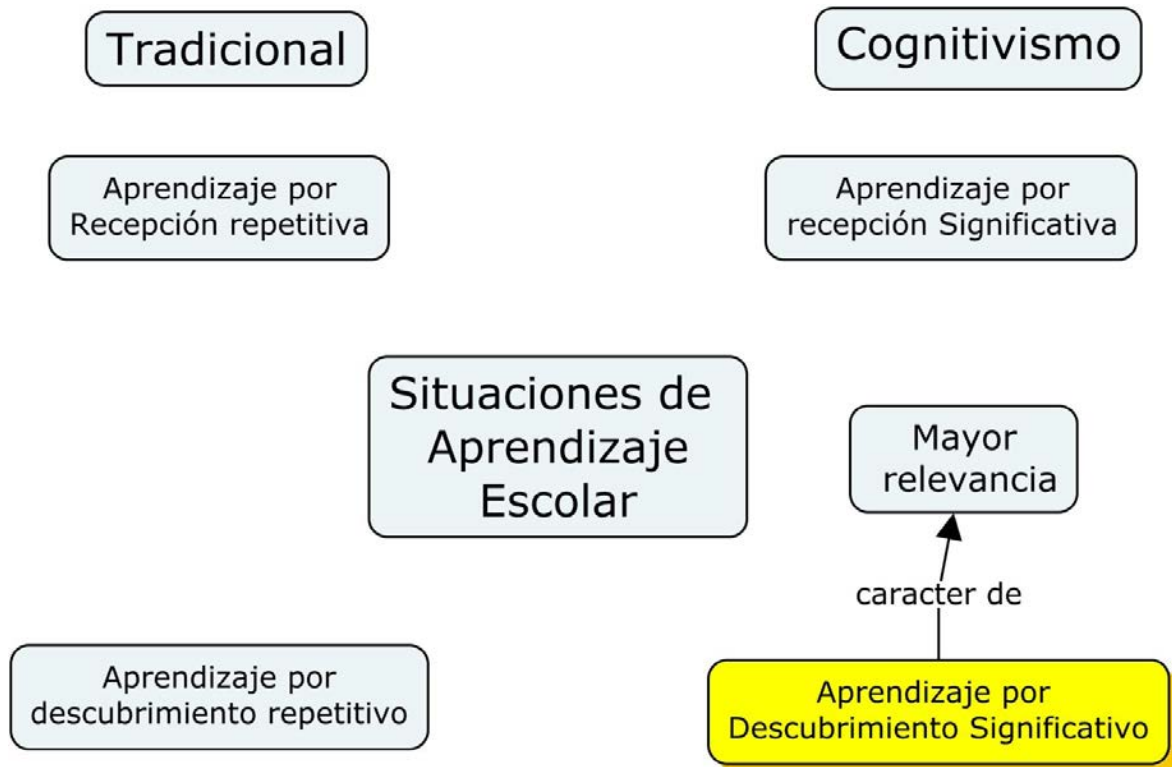 Tradicional
Cognitivismo
Aprendizaje por
Recepción repetitiva
Aprendizaje por
recepción Significativa
Situaciones de
Aprendizaje
Escolar
Mayor
relevancia
caracter de
Aprendizaje por
descubrimiento repetitivo
Aprendizaje por
Descubrimiento Significativo